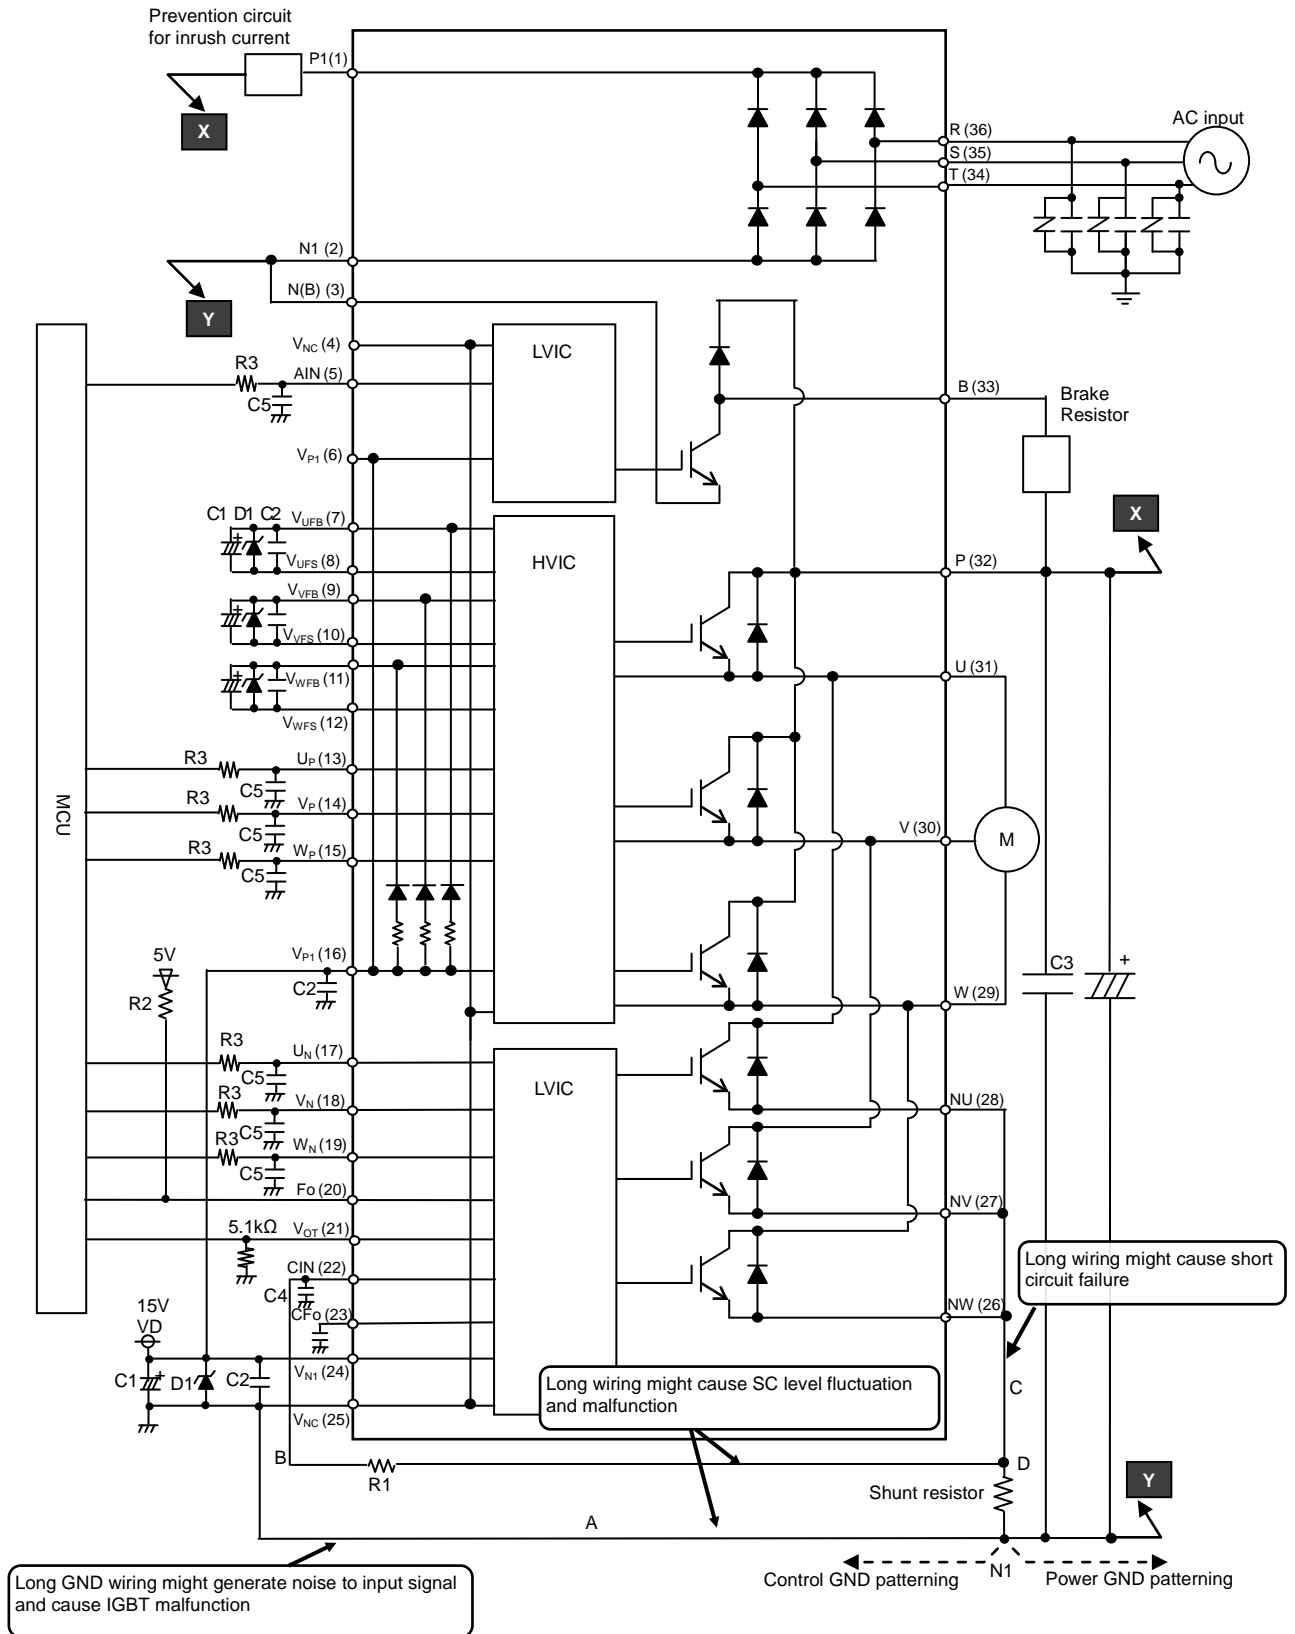 Prevention circuit
for inrush current
P1(1)
X
AC input
R (36)
S (35)
T (34)
N1 (2)
N(B) (3)
Y
VNC (4)
LVIC
R3
AIN (5)
C5
B (33)
Brake
Resistor
VP1 (6)
X
C1 D1 C2
VUFB (7)
VUFS (8)
HVIC
P (32)
VVFB (9)
VVFS (10)
VWFB (11)
U (31)
VWFS (12)
R3
UP (13)
C5
MCU
R3
VP (14)
C5
V (30)
M
R3
WP (15)
C5
5V
VP1 (16)
C3
+
R2
C2
W (29)
R3
UN (17)
C5
LVIC
R3
VN (18)
NU (28)
R3
C5
WN (19)
C5
Fo (20)
NV (27)
5.1kΩ
VOT (21)
Long wiring might cause short
circuit failure
CIN (22)
C4
15V
VD
CFo (23)
NW (26)
C1
+
D1
C2
VN1 (24)
Long wiring might cause SC level fluctuation
and malfunction
C
VNC (25)
B
R1
D
Y
Shunt resistor
A
Long GND wiring might generate noise to input signal
and cause IGBT malfunction
Control GND patterning
N1
Power GND patterning